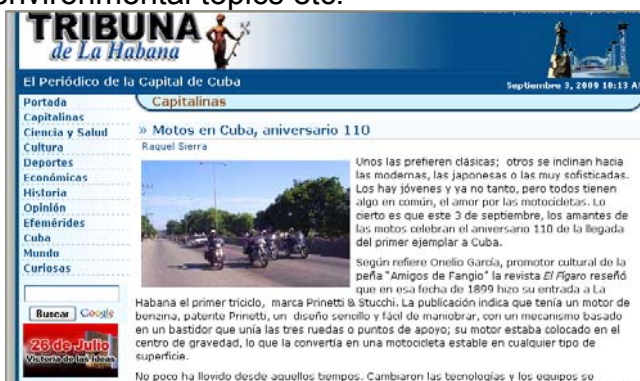 environmental topics etc.
TRIBUNA
de La Habana
El Periódico de la Capital de Cuba
Septiembre 3, 2009 10:13 AM
Portada
Capitalinas
Ciencia y Salud
Cultura
Deportes
Económicas
Historia
Opinión
Efemérides
Cuba
Mundo
Curiosas
Buscar Google
26 de Julio
Victoria de las Ideas
Capitalinas
» Motos en Cuba, aniversario 110
Raquel Sierra
Unos las prefieren clásicas; otros se inclinan hacia
las modernas, las japonesas o las muy sofisticadas.
Los hay jóvenes y ya no tanto, pero todos tienen
algo en común, el amor por las motocicletas. Lo
cierto es que este 3 de septiembre, los amantes de
las motos celebran el aniversario 110 de la llegada
del primer ejemplar a Cuba.
Según refiere Onelio García, promotor cultural de la
peña "Amigos de Fangio" la revista El Fígaro reseñó
que en esa fecha de 1899 hizo su entrada a La
Habana el primer triciclo, marca Prinetti & Stucchi. La publicación indica que tenía un motor de
benzina, patente Prinetti, un diseño sencillo y fácil de maniobrar, con un mecanismo basado
en un bastidor que unía las tres ruedas o puntos de apoyo; su motor estaba colocado en el
centro de gravedad, lo que la convertía en una motocicleta estable en cualquier tipo de
superficie.
No poco ha llovido desde aquellos tiempos. Cambiaron las tecnologías y los equipos se